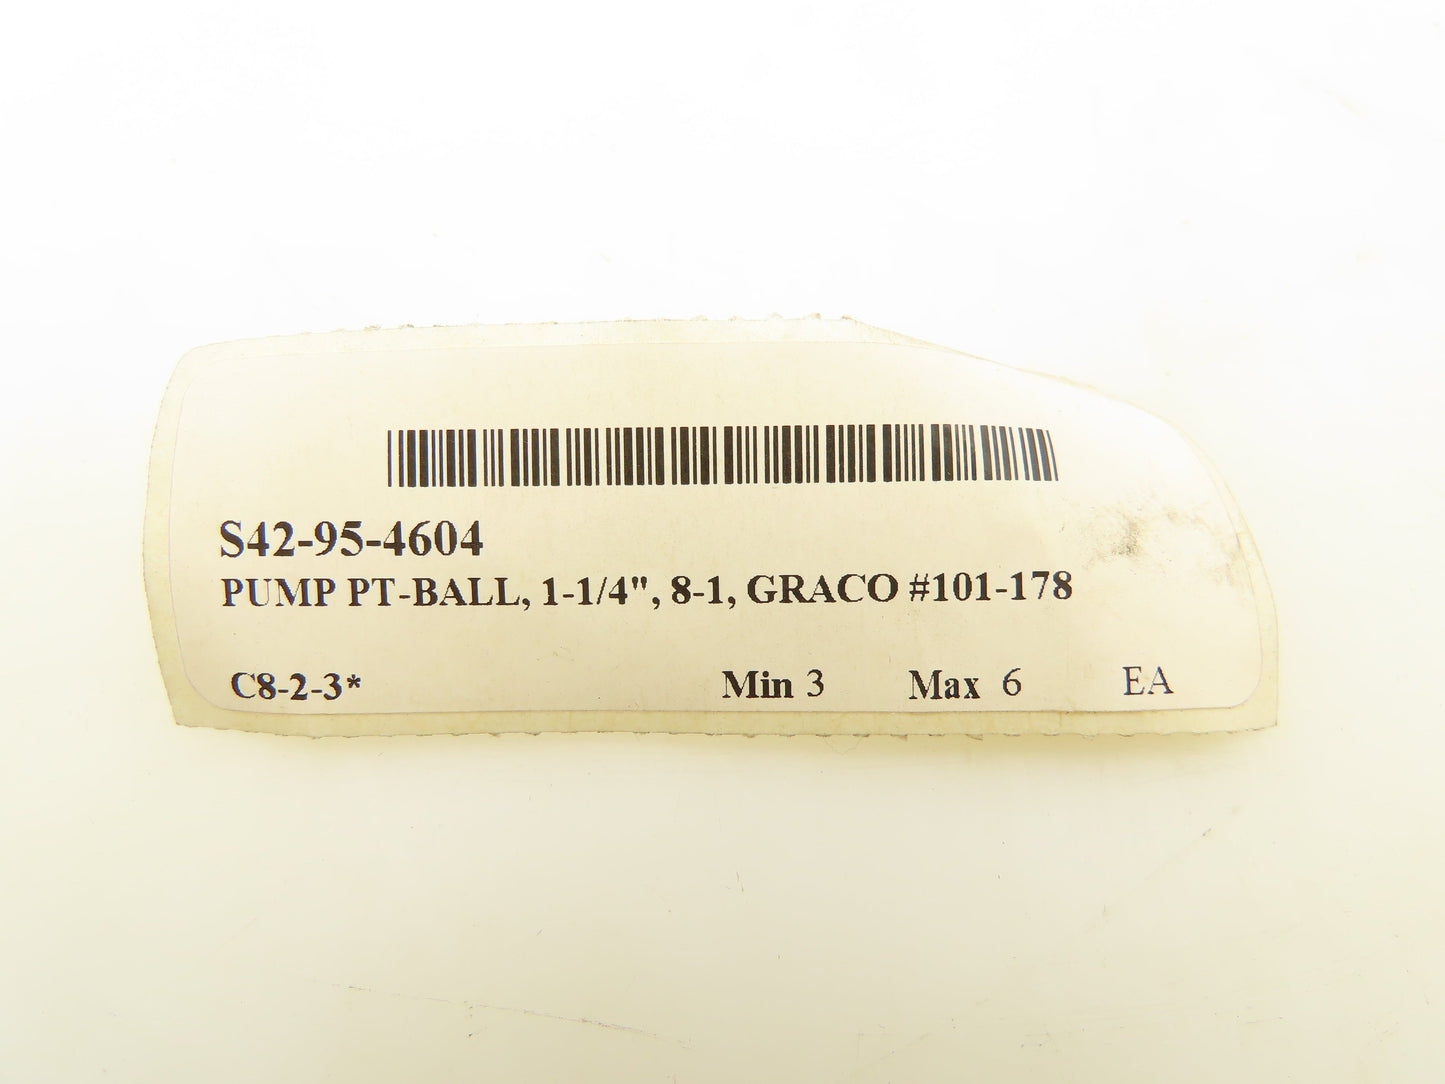 S42-95-4604
PUMP PT-BALL, 1-1/4", 8-1, GRACO #101-178
C8-2-3* Min 3 Max 6 EA